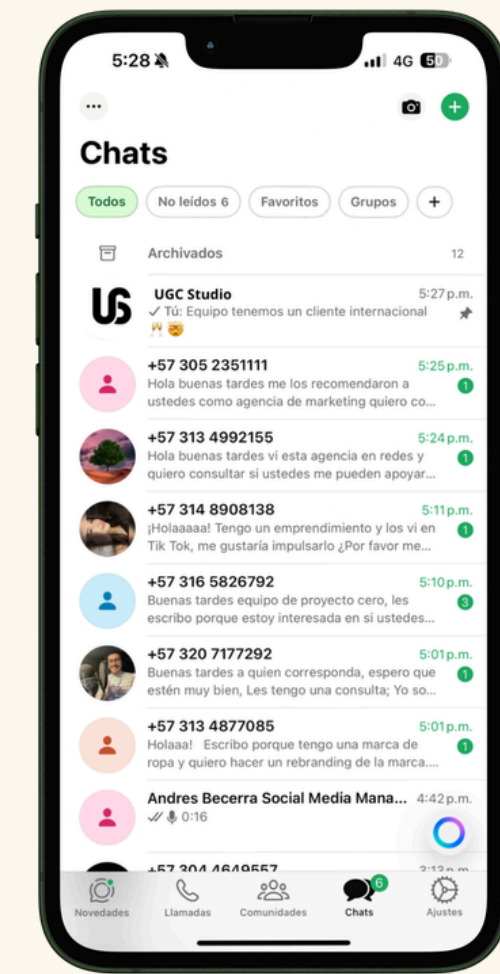 5:28
4G 50
Chats
Todos
No leídos 6
Favoritos
Grupos
+
Archivados
12
UGC Studio
5:27 p.m.
Tú: Equipo tenemos un cliente internacional
🥂🤯
+57 305 2351111
5:25 p.m.
Hola buenas tardes me los recomendaron a
1
ustedes como agencia de marketing quiero co...
+57 313 4992155
5:24 p.m.
Hola buenas tardes vi esta agencia en redes y
1
quiero consultar si ustedes me pueden apoyar...
+57 314 8908138
5:11 p.m.
¡Holaaaaa! Tengo un emprendimiento y los vi en
1
Tik Tok, me gustaría impulsarlo ¿Por favor me...
+57 316 5826792
5:10 p.m.
Buenas tardes equipo de proyecto cero, les
3
escribo porque estoy interesada en si ustedes...
+57 320 7177292
5:01 p.m.
Buenas tardes a quien corresponda, espero que
1
estén muy bien, Les tengo una consulta; Yo so...
+57 313 4877085
5:01 p.m.
Holaaa! Escribo porque tengo una marca de
1
ropa y quiero hacer un rebranding de la marca....
Andres Becerra Social Media Mana...
4:42 p.m.
0:16
+57 304 4649557
3:13 p.m.
6
Novedades
Llamadas
Comunidades
Chats
Ajustes